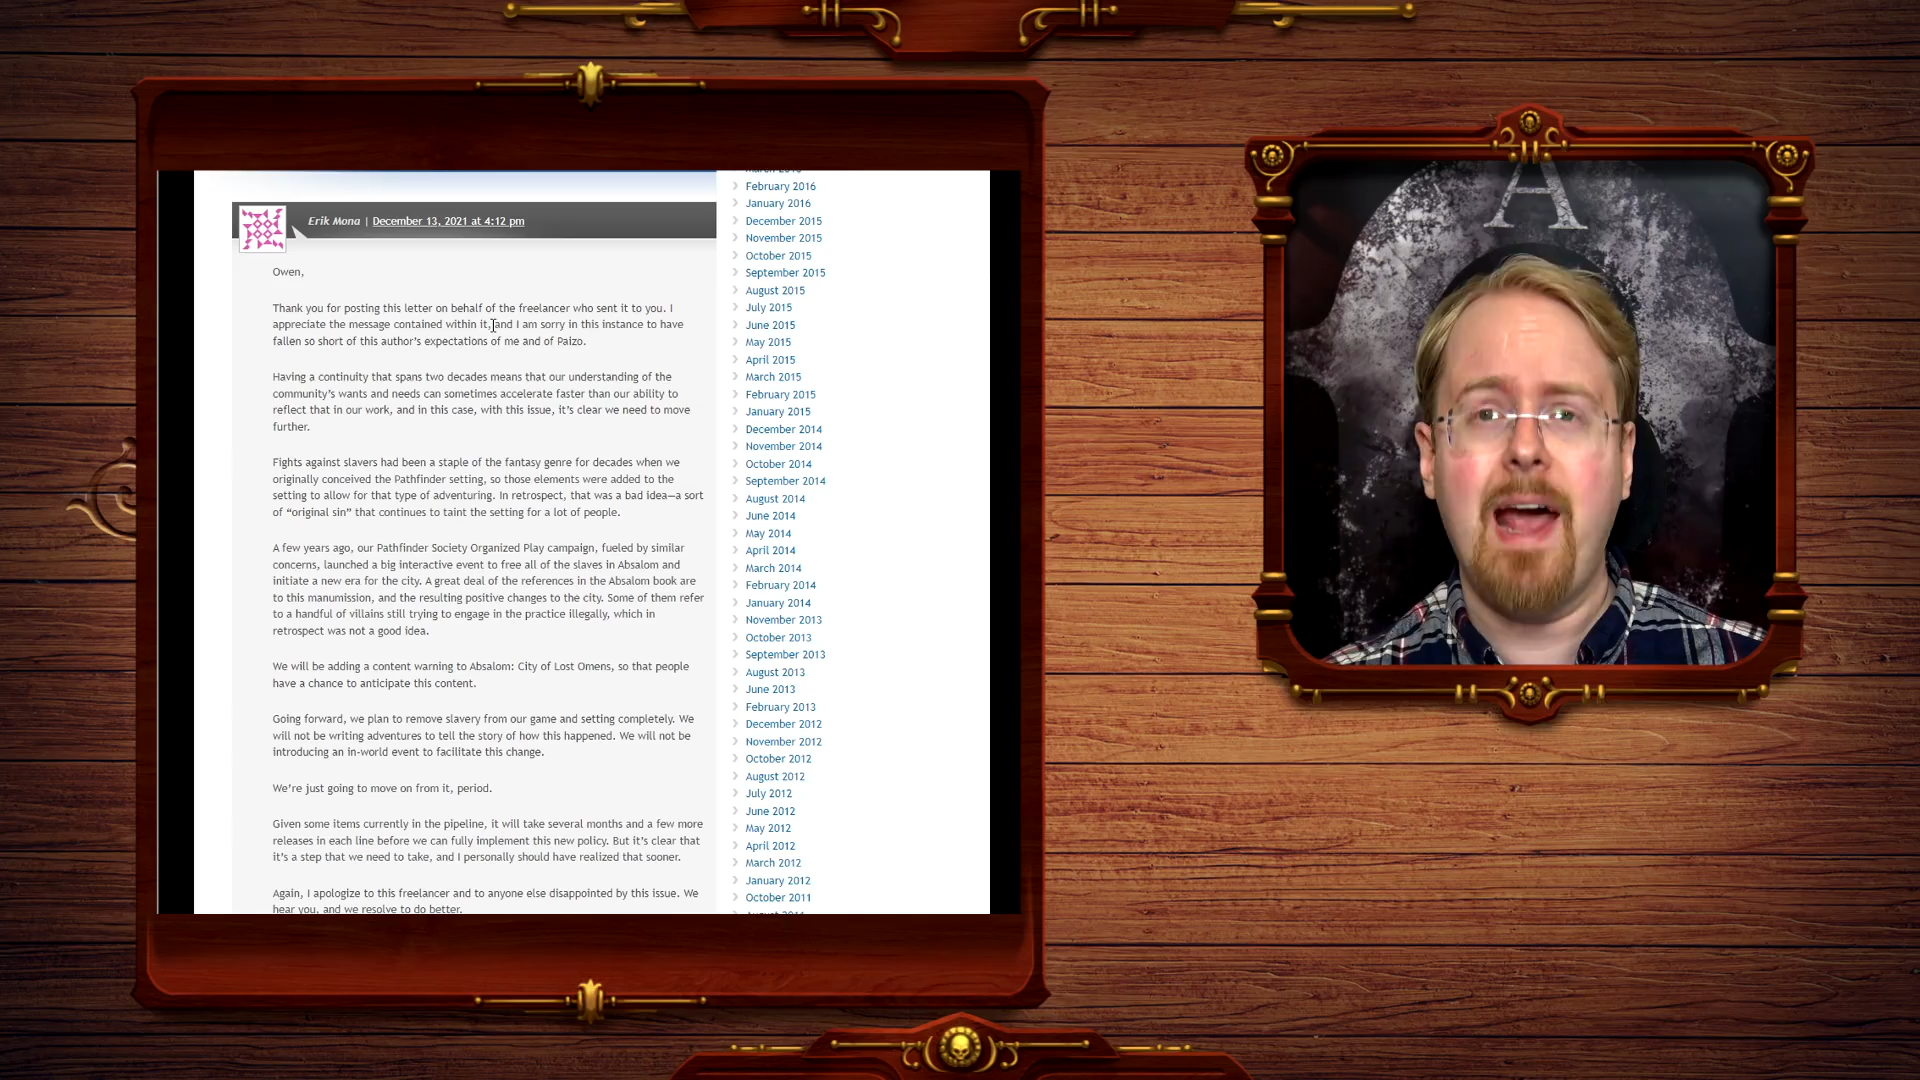 A
Erik Mona | December 13, 2021 at 4:12 pm
Owen,
Thank you for posting this letter on behalf of the freelancer who sent it to you. I
appreciate the message contained within it, and I am sorry in this instance to have
fallen so short of this author's expectations of me and of Paizo.
Having a continuity that spans two decades means that our understanding of the
community's wants and needs can sometimes accelerate faster than our ability to
reflect that in our work, and in this case, with this issue, it's clear we need to move
further.
Fights against slavers had been a staple of the fantasy genre for decades when we
originally conceived the Pathfinder setting, so those elements were added to the
setting to allow for that type of adventuring. In retrospect, that was a bad idea—a sort
of “original sin” that continues to taint the setting for a lot of people.
A few years ago, our Pathfinder Society Organized Play campaign, fueled by similar
concerns, launched a big interactive event to free all of the slaves in Absalom and
initiate a new era for the city. A great deal of the references in the Absalom book are
to this manumission, and the resulting positive changes to the city. Some of them refer
to a handful of villains still trying to engage in the practice illegally, which in
retrospect was not a good idea.
We will be adding a content warning to Absalom: City of Lost Omens, so that people
have a chance to anticipate this content.
Going forward, we plan to remove slavery from our game and setting completely. We
will not be writing adventures to tell the story of how this happened. We will not be
introducing an in-world event to facilitate this change.
We're just going to move on from it, period.
Given some items currently in the pipeline, it will take several months and a few more
releases in each line before we can fully implement this new policy. But it's clear that
it's a step that we need to take, and I personally should have realized that sooner.
Again, I apologize to this freelancer and to anyone else disappointed by this issue. We
hear you, and we resolve to do better.
February 2016
January 2016
December 2015
November 2015
October 2015
September 2015
August 2015
July 2015
June 2015
May 2015
April 2015
March 2015
February 2015
January 2015
December 2014
November 2014
October 2014
September 2014
August 2014
June 2014
May 2014
April 2014
March 2014
February 2014
January 2014
November 2013
October 2013
September 2013
August 2013
June 2013
February 2013
December 2012
November 2012
October 2012
August 2012
July 2012
June 2012
May 2012
April 2012
March 2012
January 2012
October 2011